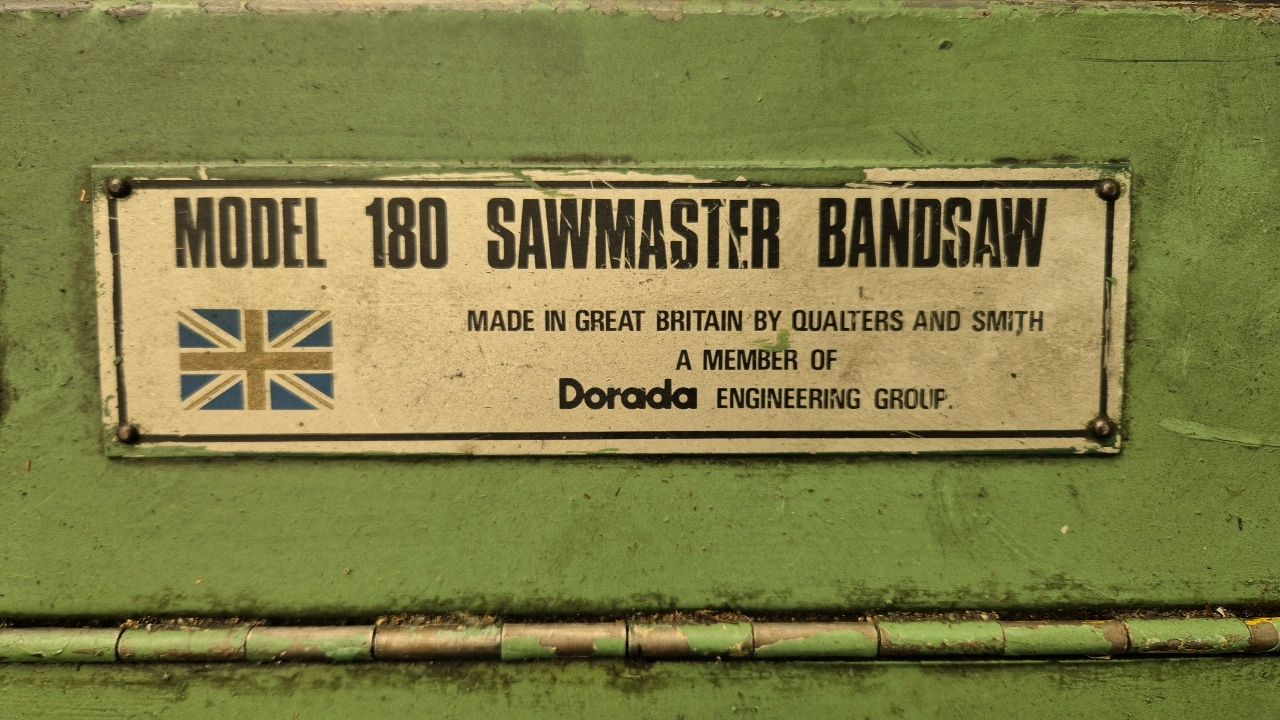 MODEL 180 SAWMASTER BANDSAW
MADE IN GREAT BRITAIN BY QUALTERS AND SMITH
A MEMBER OF
Dorada ENGINEERING GROUP.